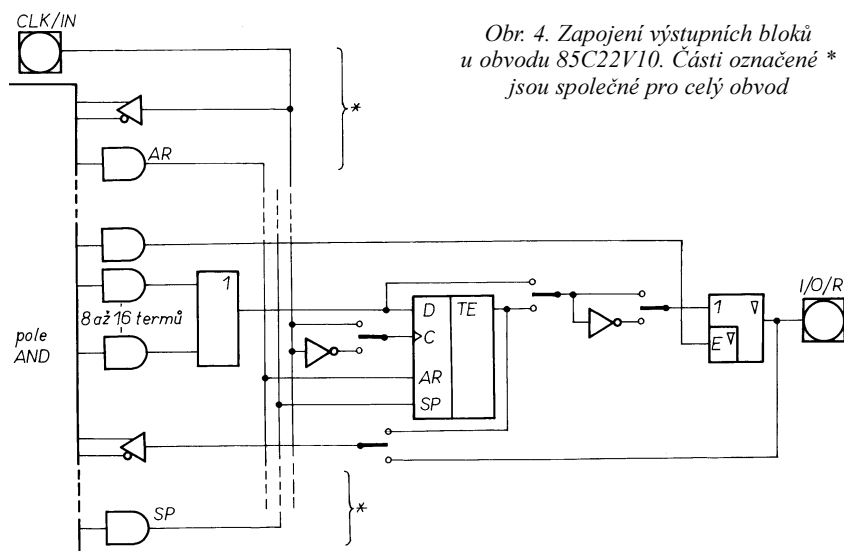 CLK/IN
Obr. 4. Zapojení výstupních bloků
u obvodu 85C22V10. Části označené *
jsou společné pro celý obvod
*
AR
1
8 až 16 termů
pole
AND
D
TE
C
AR
SP
1
E
I/O/R
SP
*